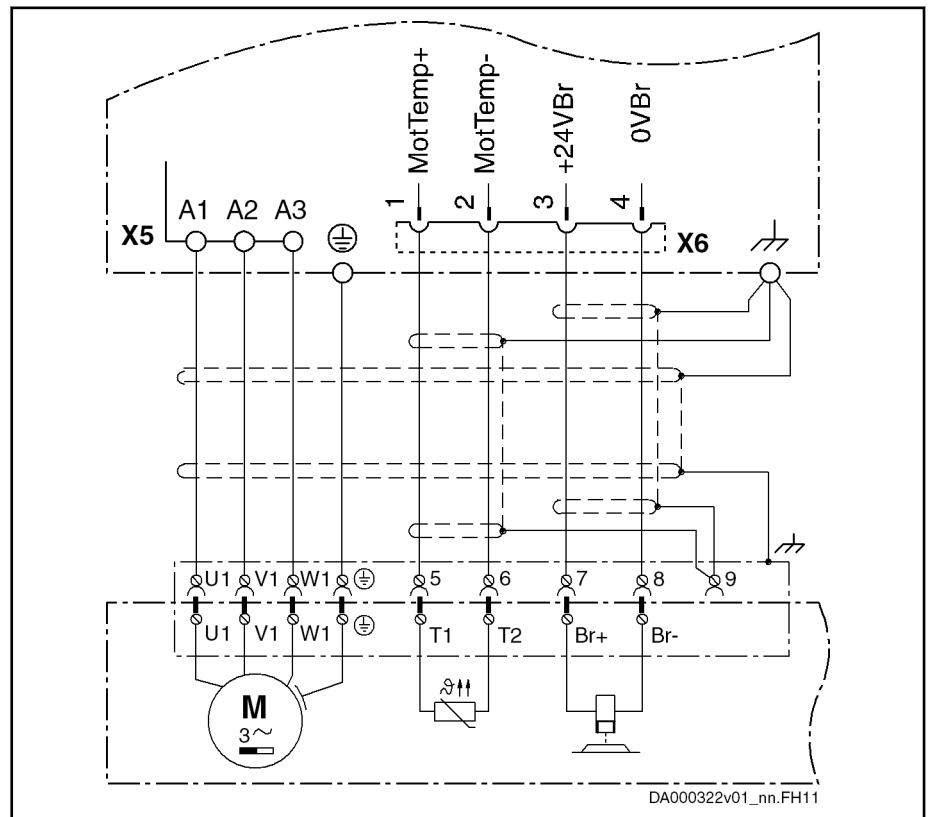 MotTemp+
MotTemp-
+24VBr
0VBr
1 2 3 4
A1 A2 A3
X5
X6
U1 V1 W1 5 6 7 8 9
U1 V1 W1 T1 T2 Br+ Br-
ϑ
M
3~
DA000322v01_nn.FH11